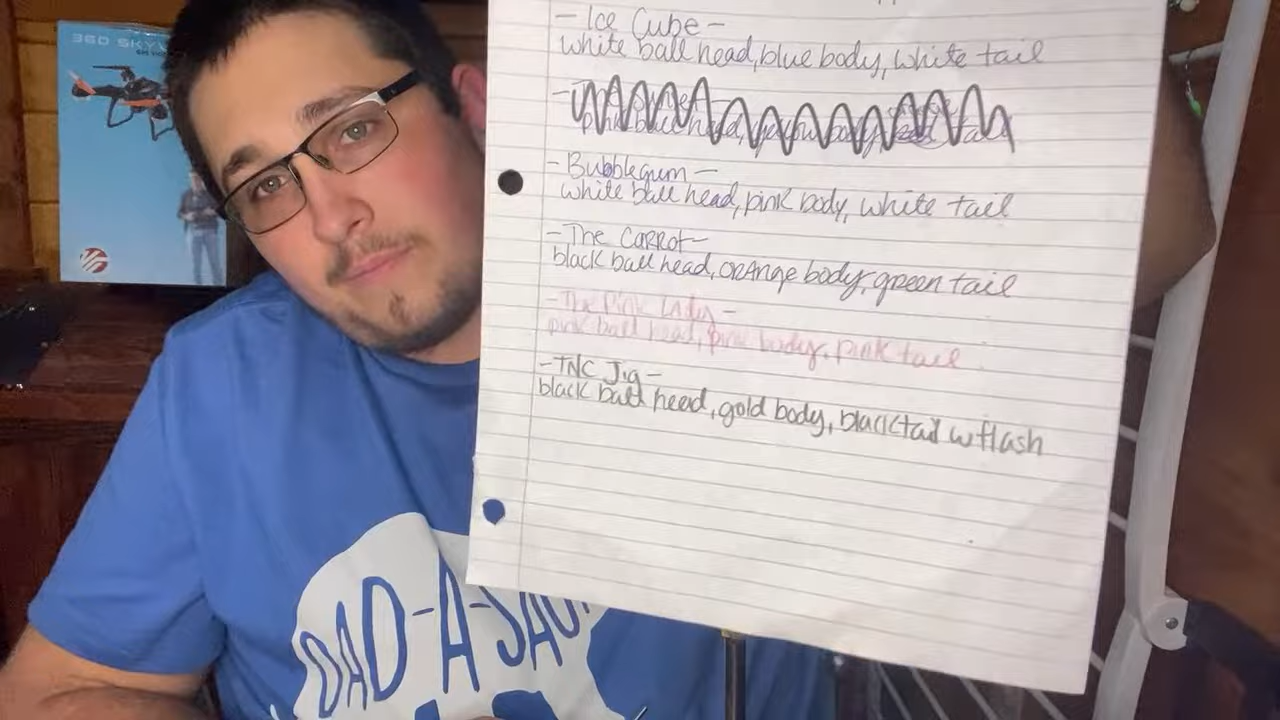 360 SKYV
- Ice Cube -
white ball head, blue body, white tail
- Bubblegum -
white ball head, pink body, white tail
- The Carrot -
black ball head, orange body, green tail
- The Pink Lady -
pink ball head, pink body, pink tail
- TNC Jig -
black ball head, gold body, black tail w flash
DAD-A-SAU